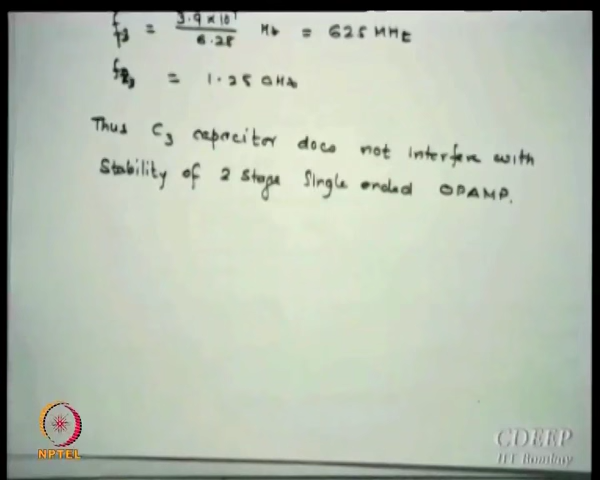 f3 = 3.9 × 10 / 6.28 Hz = 625 MHz
= 1.25 GHz
Thus C3 capacitor does not interfere with
Stability of 2 stage Single ended OPAMP.
NPTEL
CDEEP
IIT Bombay